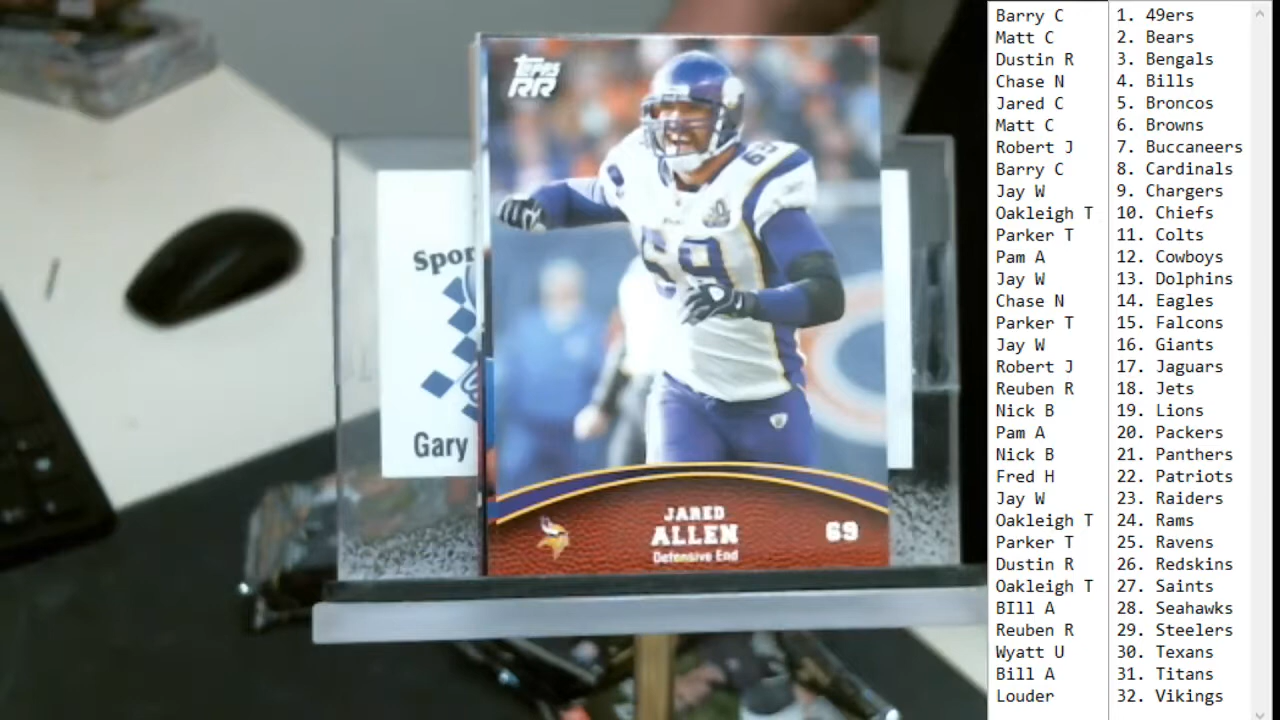 TOPPS
RR
69
69
JARED
ALLEN
Defensive End
69
Spor
Gary
Barry C 1. 49ers
Matt C 2. Bears
Dustin R 3. Bengals
Chase N 4. Bills
Jared C 5. Broncos
Matt C 6. Browns
Robert J 7. Buccaneers
Barry C 8. Cardinals
Jay W 9. Chargers
Oakleigh T 10. Chiefs
Parker T 11. Colts
Pam A 12. Cowboys
Jay W 13. Dolphins
Chase N 14. Eagles
Parker T 15. Falcons
Jay W 16. Giants
Robert J 17. Jaguars
Reuben R 18. Jets
Nick B 19. Lions
Pam A 20. Packers
Nick B 21. Panthers
Fred H 22. Patriots
Jay W 23. Raiders
Oakleigh T 24. Rams
Parker T 25. Ravens
Dustin R 26. Redskins
Oakleigh T 27. Saints
BIll A 28. Seahawks
Reuben R 29. Steelers
Wyatt U 30. Texans
Bill A 31. Titans
Louder 32. Vikings